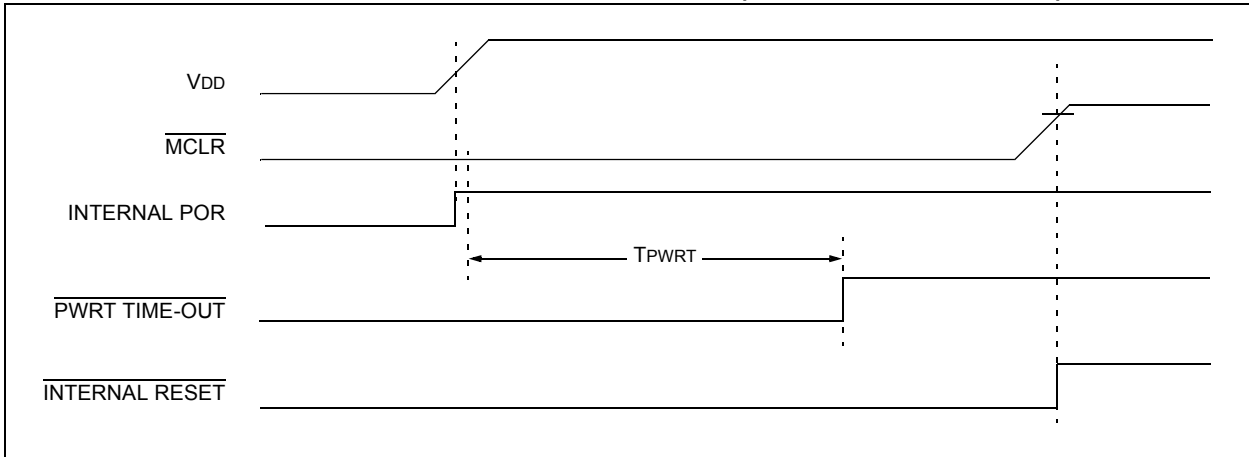 VDD
MCLR
INTERNAL POR
TPWRT
PWRT TIME-OUT
INTERNAL RESET